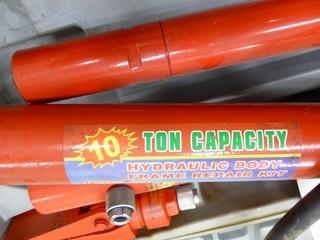 10 TON CAPACITY
HYDRAULIC BODY
FRAME REPAIR KIT